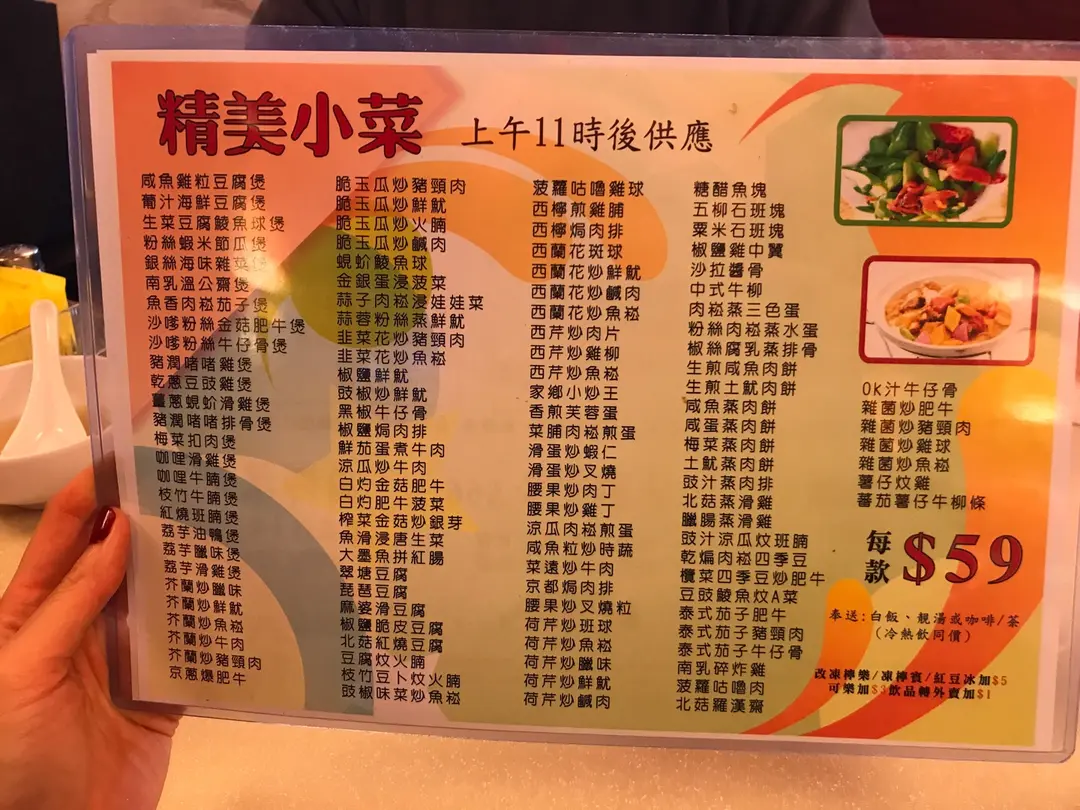 精美小菜
上午11時後供應
咸魚雞粒豆腐煲
葡汁海鮮豆腐煲
生菜豆腐鯪魚球煲
粉絲蝦米節瓜煲
銀絲海味雜菜煲
南乳溫公齋煲
魚香肉崧茄子煲
沙嗲粉絲金菇肥牛煲
沙嗲粉絲牛仔骨煲
豬潤啫啫雞煲
乾蔥豆豉雞煲
薑蔥蜆蚧滑雞煲
豬潤啫啫排骨煲
梅菜扣肉煲
咖哩滑雞煲
咖哩牛腩煲
枝竹牛腩煲
紅燒班腩煲
荔芋油鴨煲
荔芋臘味煲
荔芋滑雞煲
芥蘭炒臘味
芥蘭炒鮮魷
芥蘭炒魚崧
芥蘭炒牛肉
芥蘭炒豬頸肉
京蔥爆肥牛
脆玉瓜炒豬頸肉
脆玉瓜炒鮮魷
脆玉瓜炒火腩
脆玉瓜炒鹹肉
蜆蚧鯪魚球
金銀蛋浸菠菜
蒜子肉崧浸娃娃菜
蒜蓉粉絲蒸鮮魷
韭菜花炒豬頸肉
韭菜花炒魚崧
椒鹽鮮魷
豉椒炒鮮魷
黑椒牛仔骨
椒鹽焗肉排
鮮茄蛋煮牛肉
涼瓜炒牛肉
白灼金菇肥牛
白灼肥牛菠菜
榨菜金菇炒銀芽
魚滑浸唐生菜
大墨魚拼紅腸
翠塘豆腐
琵琶豆腐
麻婆滑豆腐
椒鹽脆皮豆腐
北菇紅燒豆腐
豆腐炆火腩
枝竹豆卜炆火腩
豉椒味菜炒魚崧
菠蘿咕嚕雞球
西檸煎雞脯
西檸焗肉排
西蘭花斑球
西蘭花炒鮮魷
西蘭花炒鹹肉
西蘭花炒魚崧
西芹炒肉片
西芹炒雞柳
西芹炒魚崧
家鄉小炒王
香煎芙蓉蛋
菜脯肉崧煎蛋
滑蛋炒蝦仁
滑蛋炒叉燒
腰果炒肉丁
腰果炒雞丁
涼瓜肉崧煎蛋
咸魚粒炒時蔬
菜遠炒牛肉
京都焗肉排
腰果炒叉燒粒
荷芹炒班球
荷芹炒魚崧
荷芹炒臘味
荷芹炒鮮魷
荷芹炒鹹肉
糖醋魚塊
五柳石班塊
粟米石班塊
椒鹽雞中翼
沙拉醬骨
中式牛柳
肉崧蒸三色蛋
粉絲肉崧蒸水蛋
椒絲腐乳蒸排骨
生煎咸魚肉餅
生煎土魷肉餅
咸魚蒸肉餅
咸蛋蒸肉餅
梅菜蒸肉餅
土魷蒸肉餅
豉汁蒸肉排
北菇蒸滑雞
臘腸蒸滑雞
豉汁涼瓜炆班腩
乾煸肉崧四季豆
欖菜四季豆炒肥牛
豆豉鯪魚炆A菜
泰式茄子肥牛
泰式茄子豬頸肉
泰式茄子牛仔骨
南乳碎炸雞
菠蘿咕嚕肉
北菇羅漢齋
OK汁牛仔骨
雜菌炒肥牛
雜菌炒豬頸肉
雜菌炒雞球
雜菌炒魚崧
薯仔炆雞
蕃茄薯仔牛柳條
每款 $59
奉送:白飯、靚湯或咖啡/茶
(冷熱飲同價)
改凍檸樂/凍檸賓/紅豆冰加$5
可樂加$3飲品轉外賣加$1